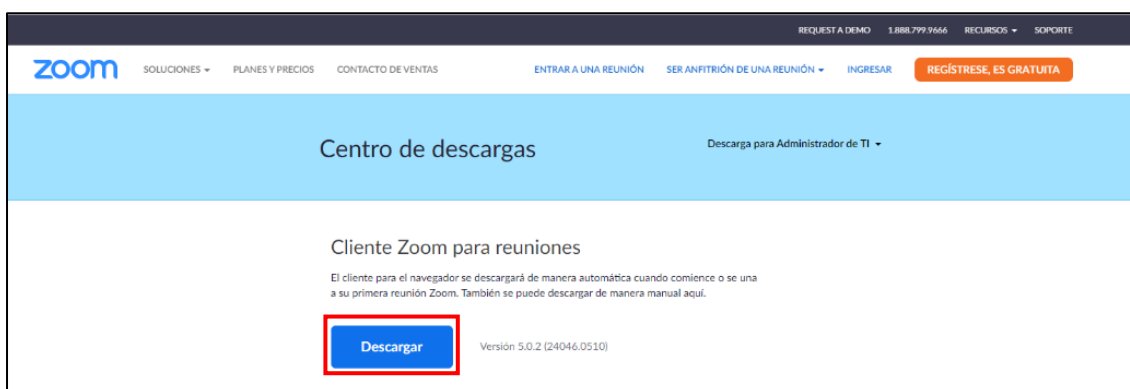 REQUEST A DEMO 1.888.799.9666 RECURSOS SOPORTE
zoom SOLUCIONES PLANES Y PRECIOS CONTACTO DE VENTAS ENTRAR A UNA REUNIÓN SER ANFITRIÓN DE UNA REUNIÓN INGRESAR REGÍSTRESE, ES GRATUITA
Centro de descargas Descarga para Administrador de TI
Cliente Zoom para reuniones
El cliente para el navegador se descargará de manera automática cuando comience o se una
a su primera reunión Zoom. También se puede descargar de manera manual aquí.
Descargar Versión 5.0.2 (24046.0510)